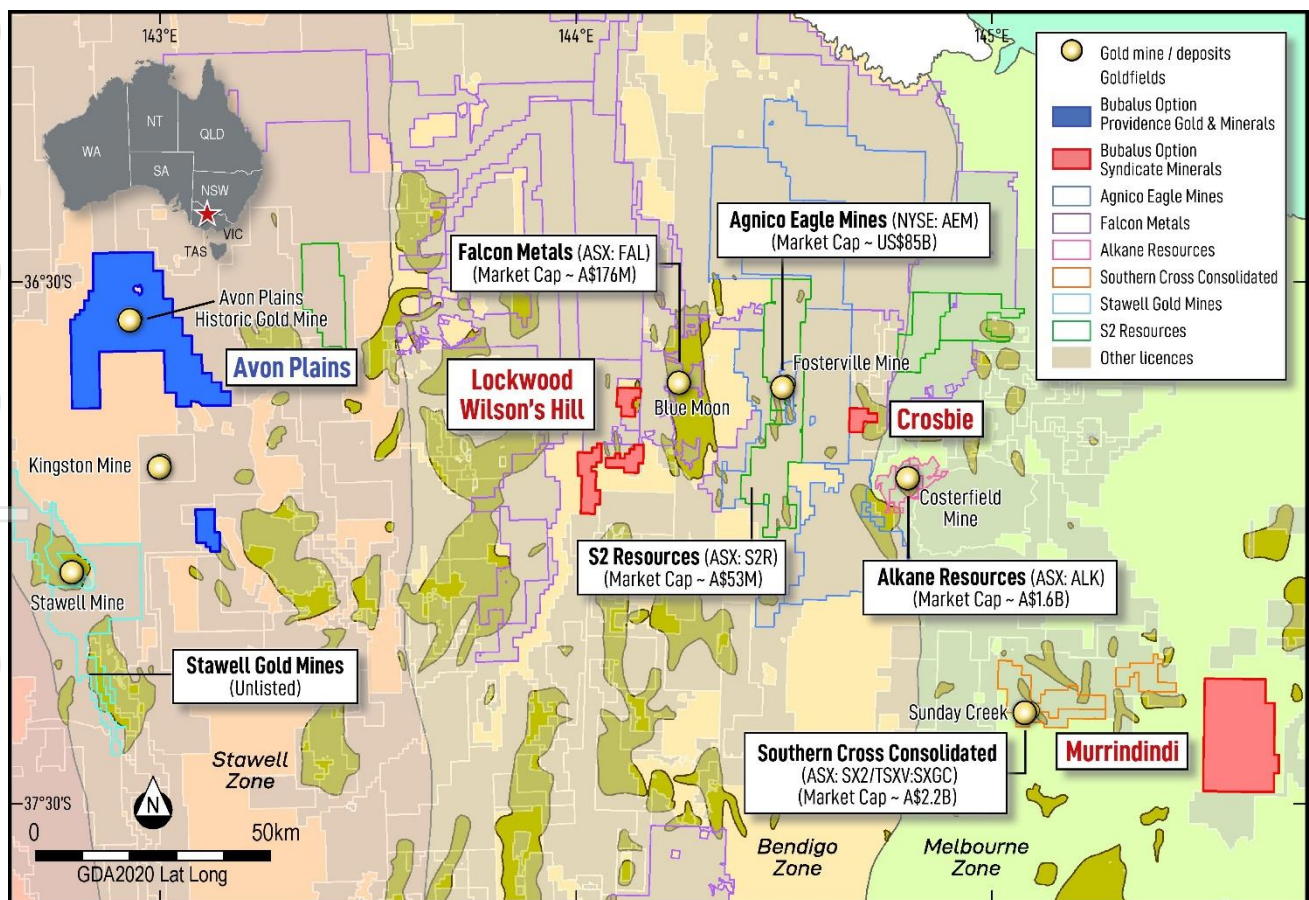 143°E
144°E
145°E
Gold mine / deposits
Goldfields
Bubalus Option
Providence Gold & Minerals
Bubalus Option
Syndicate Minerals
Agnico Eagle Mines
Falcon Metals
Alkane Resources
Southern Cross Consolidated
Stawell Gold Mines
S2 Resources
Other licences
NT
QLD
WA
SA
NSW
VIC
TAS
Agnico Eagle Mines (NYSE: AEM)
(Market Cap ~ US$85B)
Falcon Metals (ASX: FAL)
(Market Cap ~ A$176M)
36°30'S
Avon Plains
Historic Gold Mine
Avon Plains
Lockwood
Wilson's Hill
Blue Moon
Fosterville Mine
Crosbie
Kingston Mine
Costerfield
Mine
S2 Resources (ASX: S2R)
(Market Cap ~ A$53M)
Alkane Resources (ASX: ALK)
(Market Cap ~ A$1.6B)
Stawell Mine
Stawell Gold Mines
(Unlisted)
Sunday Creek
Southern Cross Consolidated
(ASX: SX2/TSXV:SXGC)
(Market Cap ~ A$2.2B)
Murrindindi
Stawell
Zone
37°30'S
N
0
50km
GDA2020 Lat Long
Bendigo
Zone
Melbourne
Zone